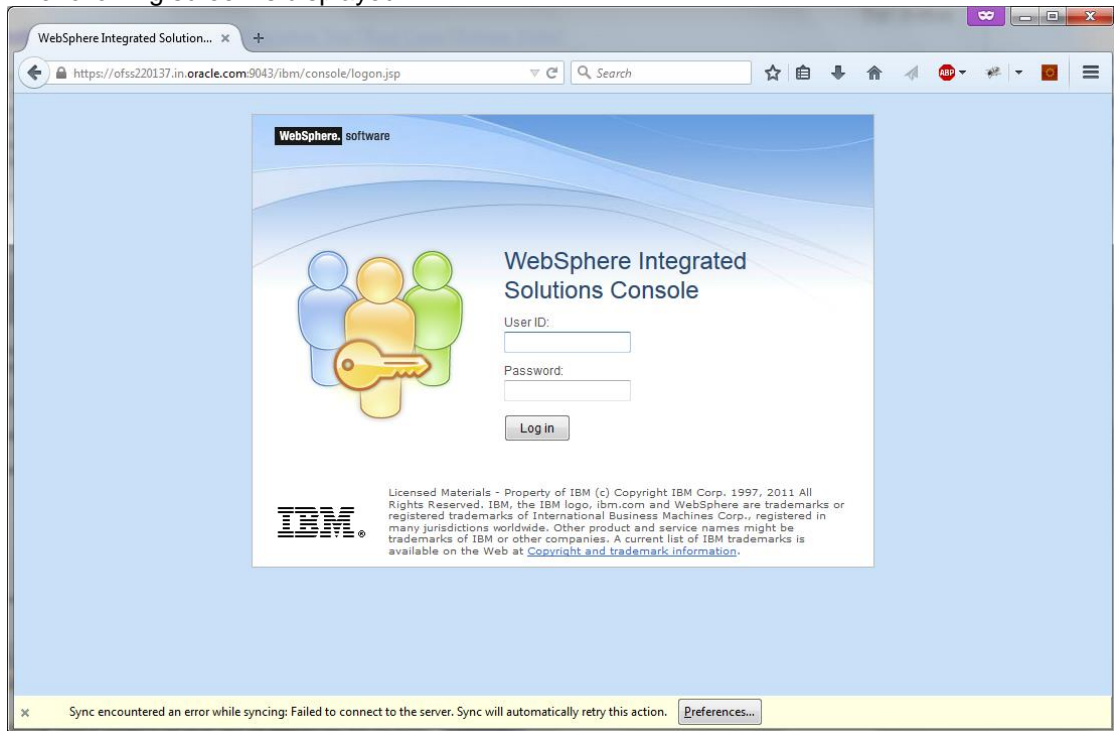 WebSphere Integrated Solution... × +
https://ofss220137.in.oracle.com:9043/ibm/console/logon.jsp
Search
ABP
WebSphere. software
WebSphere Integrated
Solutions Console
User ID:
Password:
Log in
IBM®
Licensed Materials - Property of IBM (c) Copyright IBM Corp. 1997, 2011 All
Rights Reserved. IBM, the IBM logo, ibm.com and WebSphere are trademarks or
registered trademarks of International Business Machines Corp., registered in
many jurisdictions worldwide. Other product and service names might be
trademarks of IBM or other companies. A current list of IBM trademarks is
available on the Web at Copyright and trademark information.
× Sync encountered an error while syncing: Failed to connect to the server. Sync will automatically retry this action. Preferences...